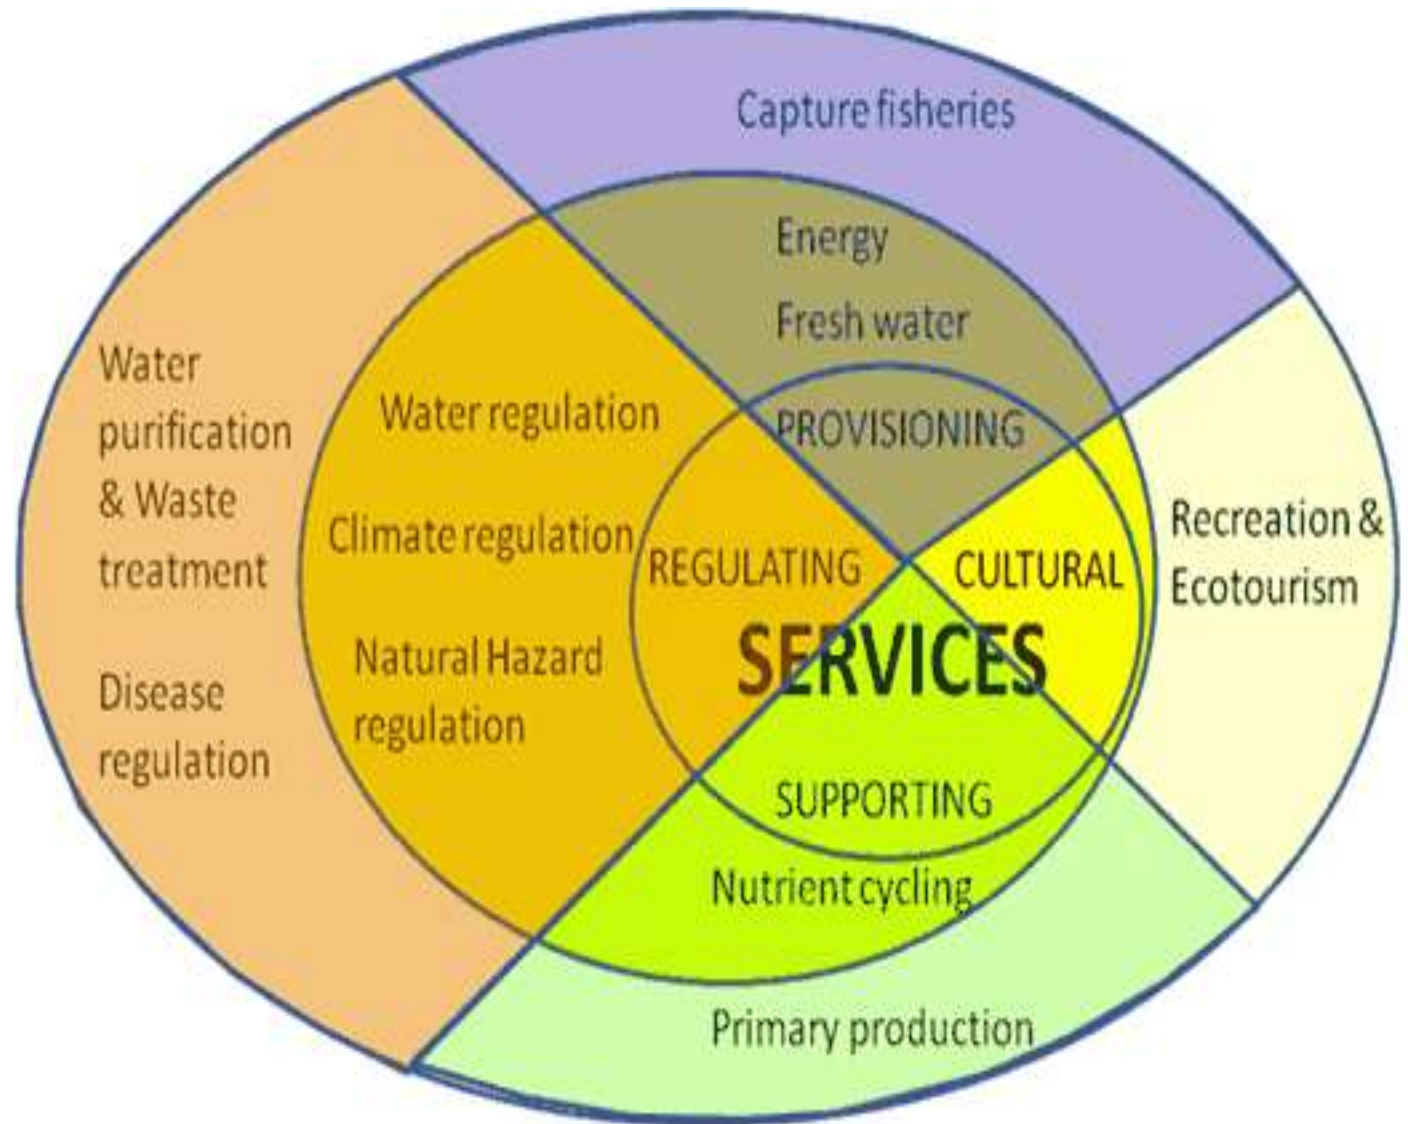 Capture fisheries
Energy
Fresh water
PROVISIONING
Water
purification
& Waste
treatment
Disease
regulation
Water regulation
Climate regulation
Natural Hazard
regulation
REGULATING
CULTURAL
SERVICES
Recreation &
Ecotourism
SUPPORTING
Nutrient cycling
Primary production